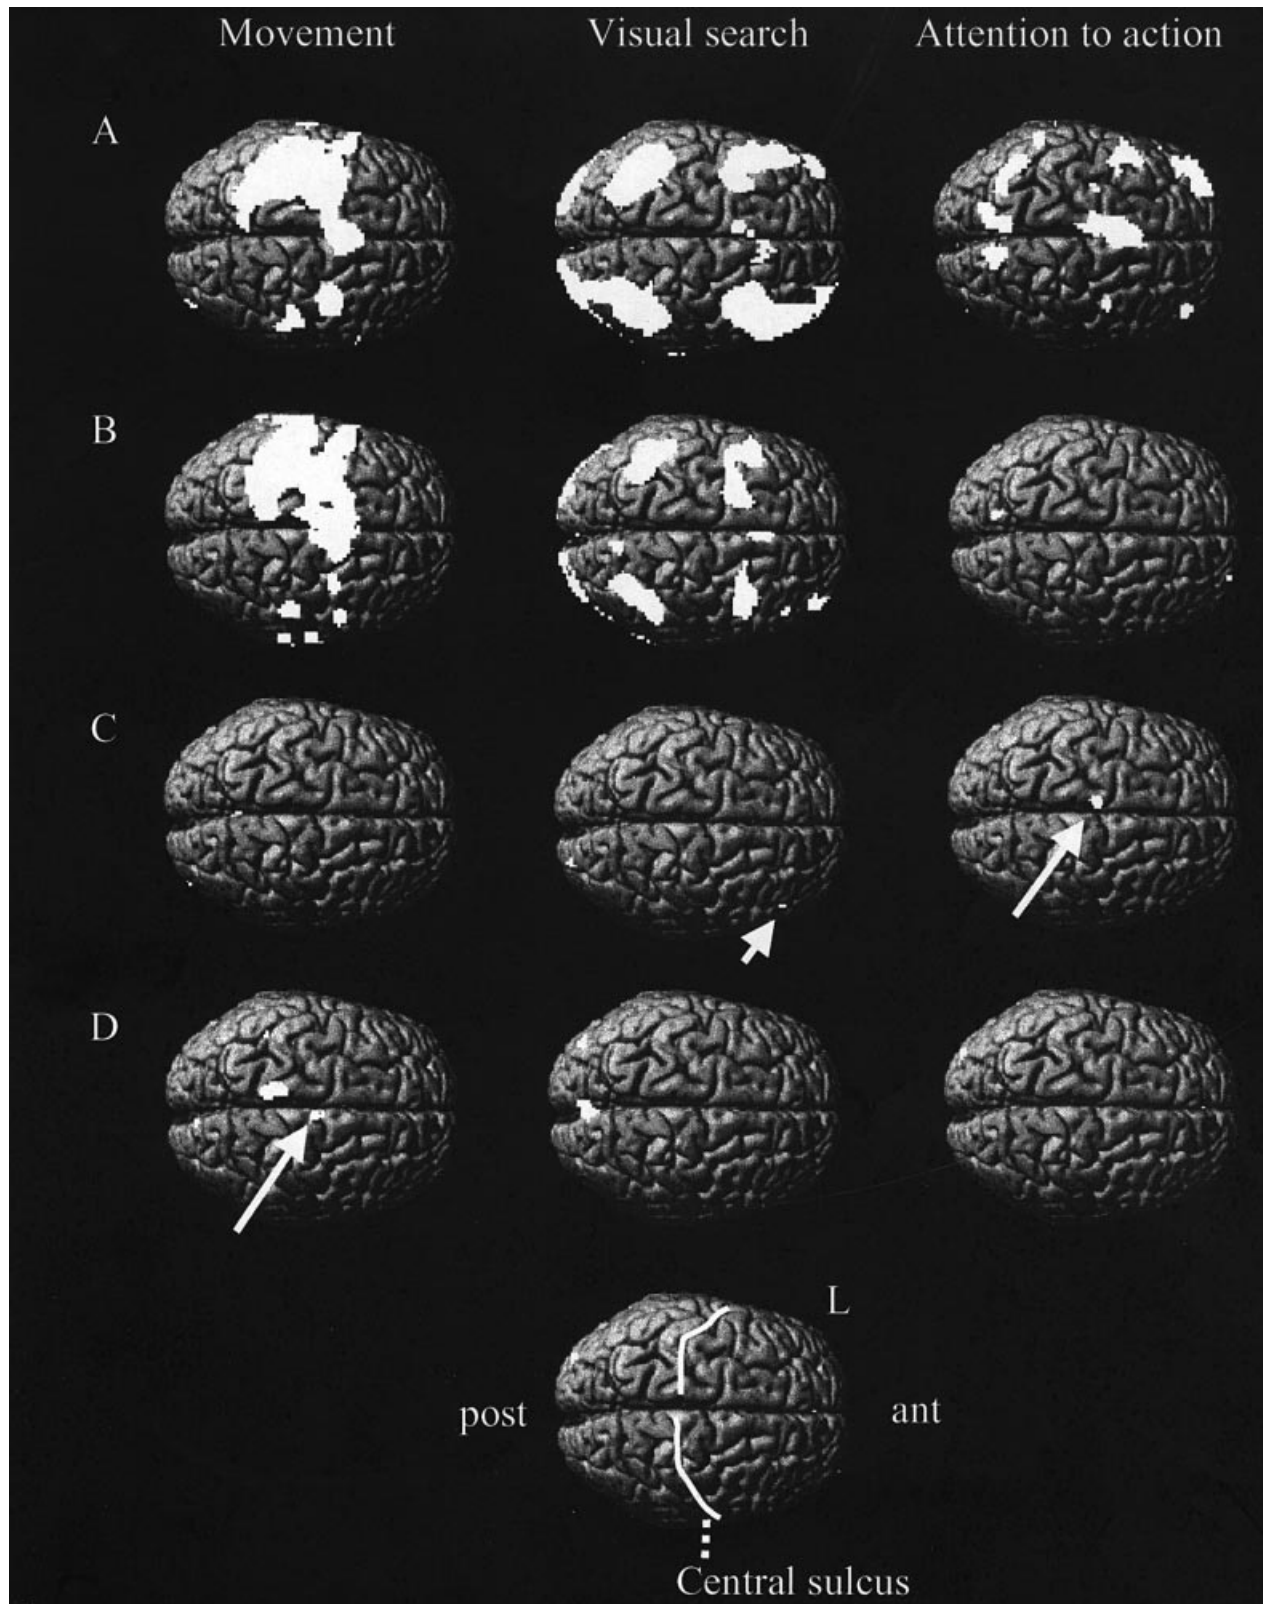 Movement Visual search Attention to action
A
B
C
D
L
post ant
Central sulcus